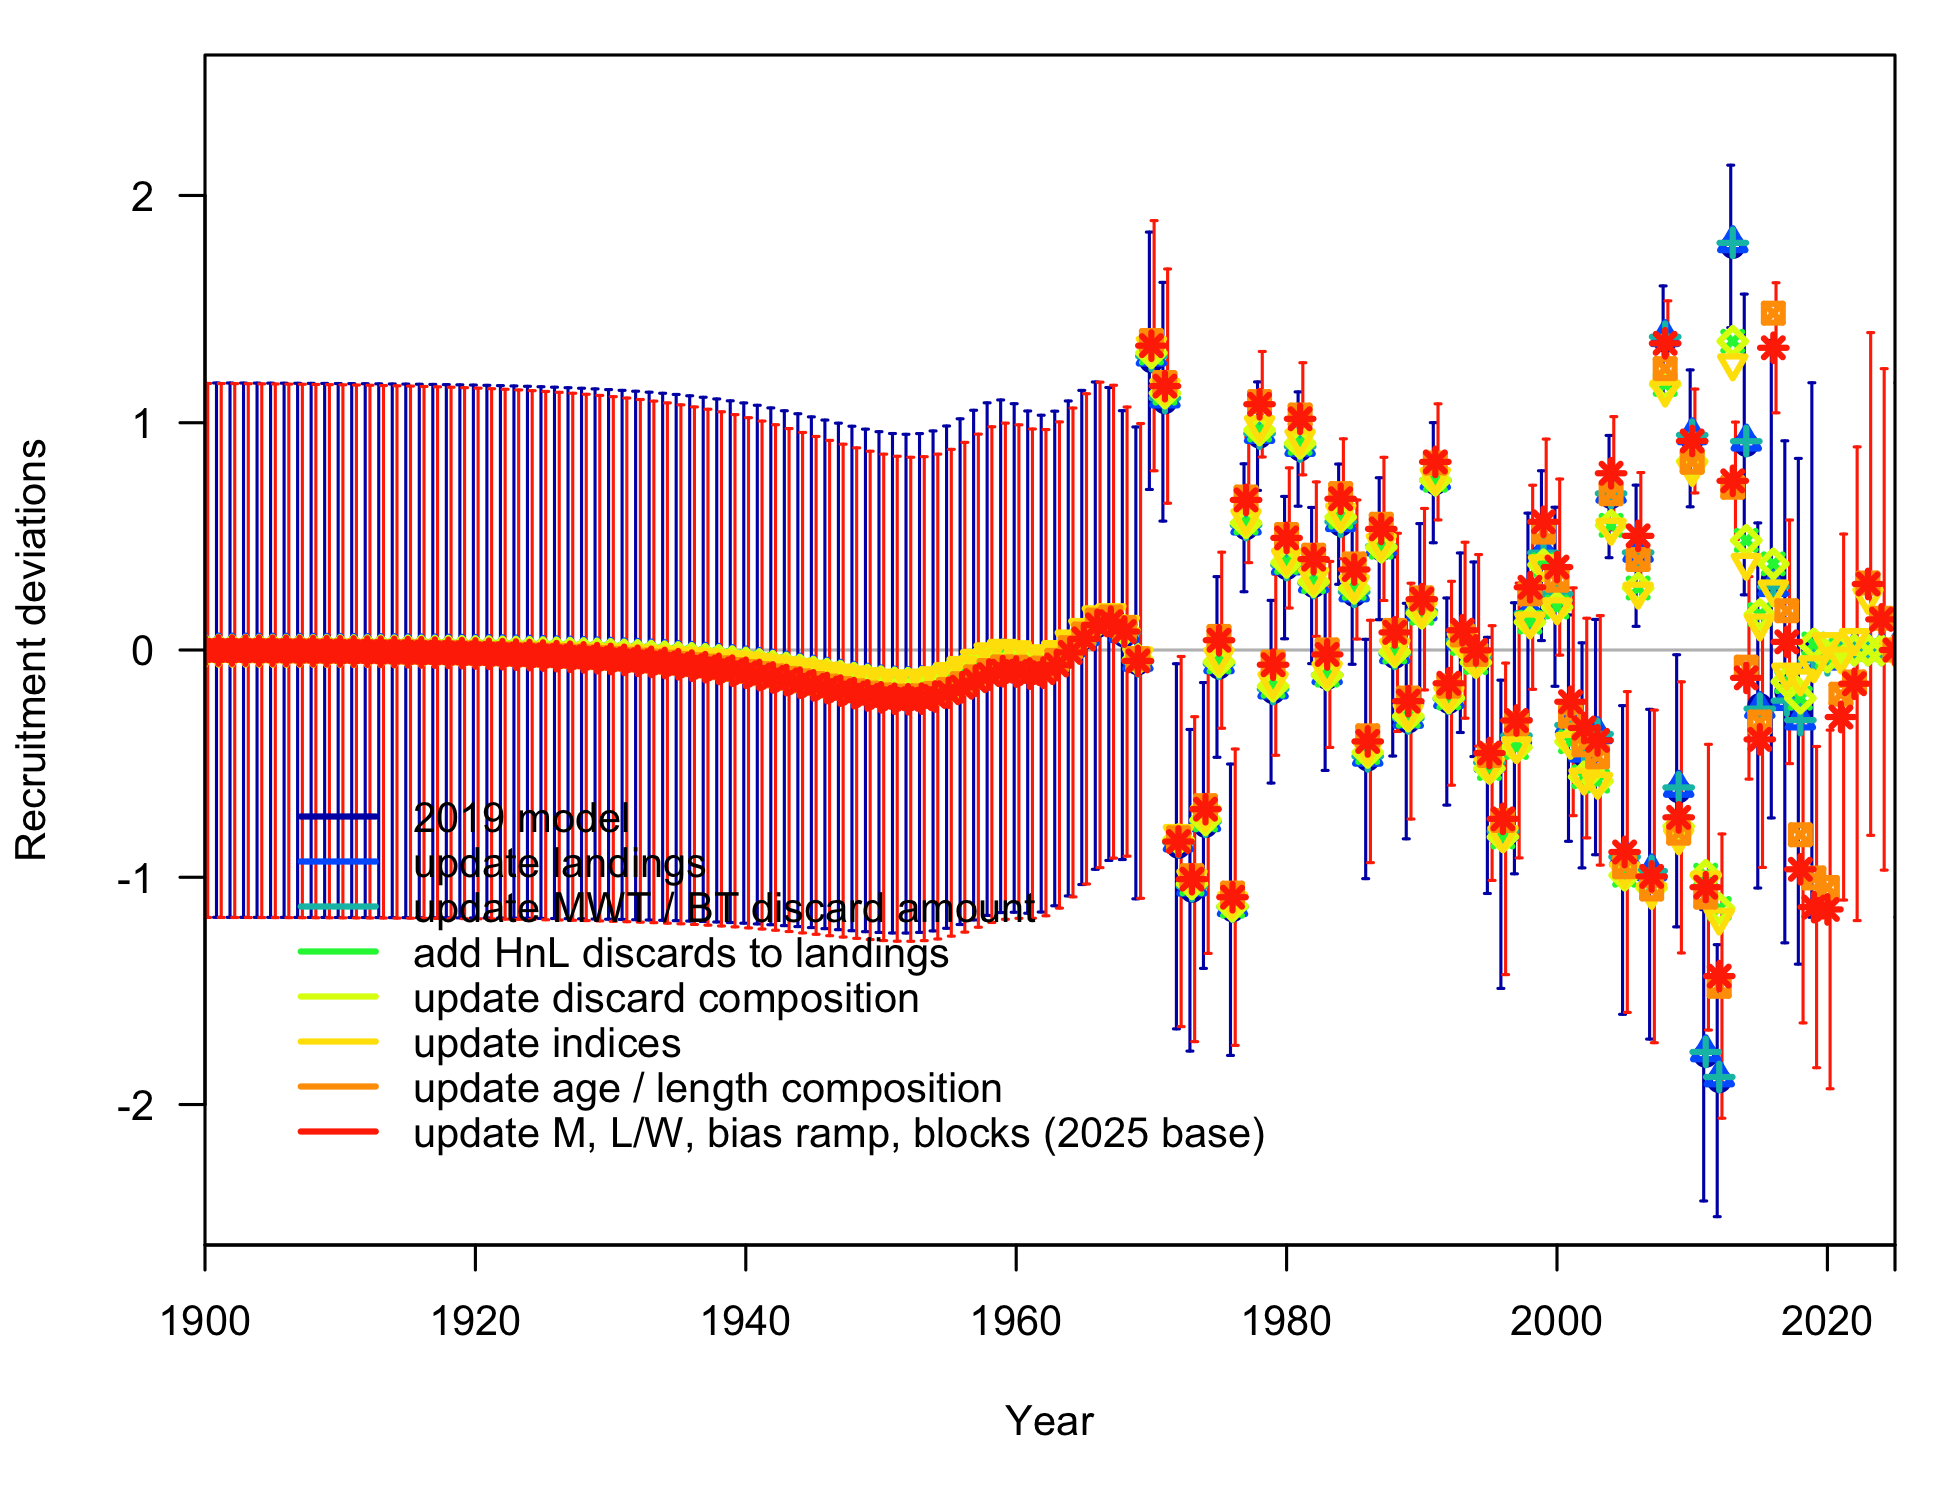 2
1
0
-1
-2
Recruitment deviations
2019 model
update landings
update MWT / BT discard amount
add HnL discards to landings
update discard composition
update indices
update age / length composition
update M, L/W, bias ramp, blocks (2025 base)
1900 1920 1940 1960 1980 2000 2020
Year